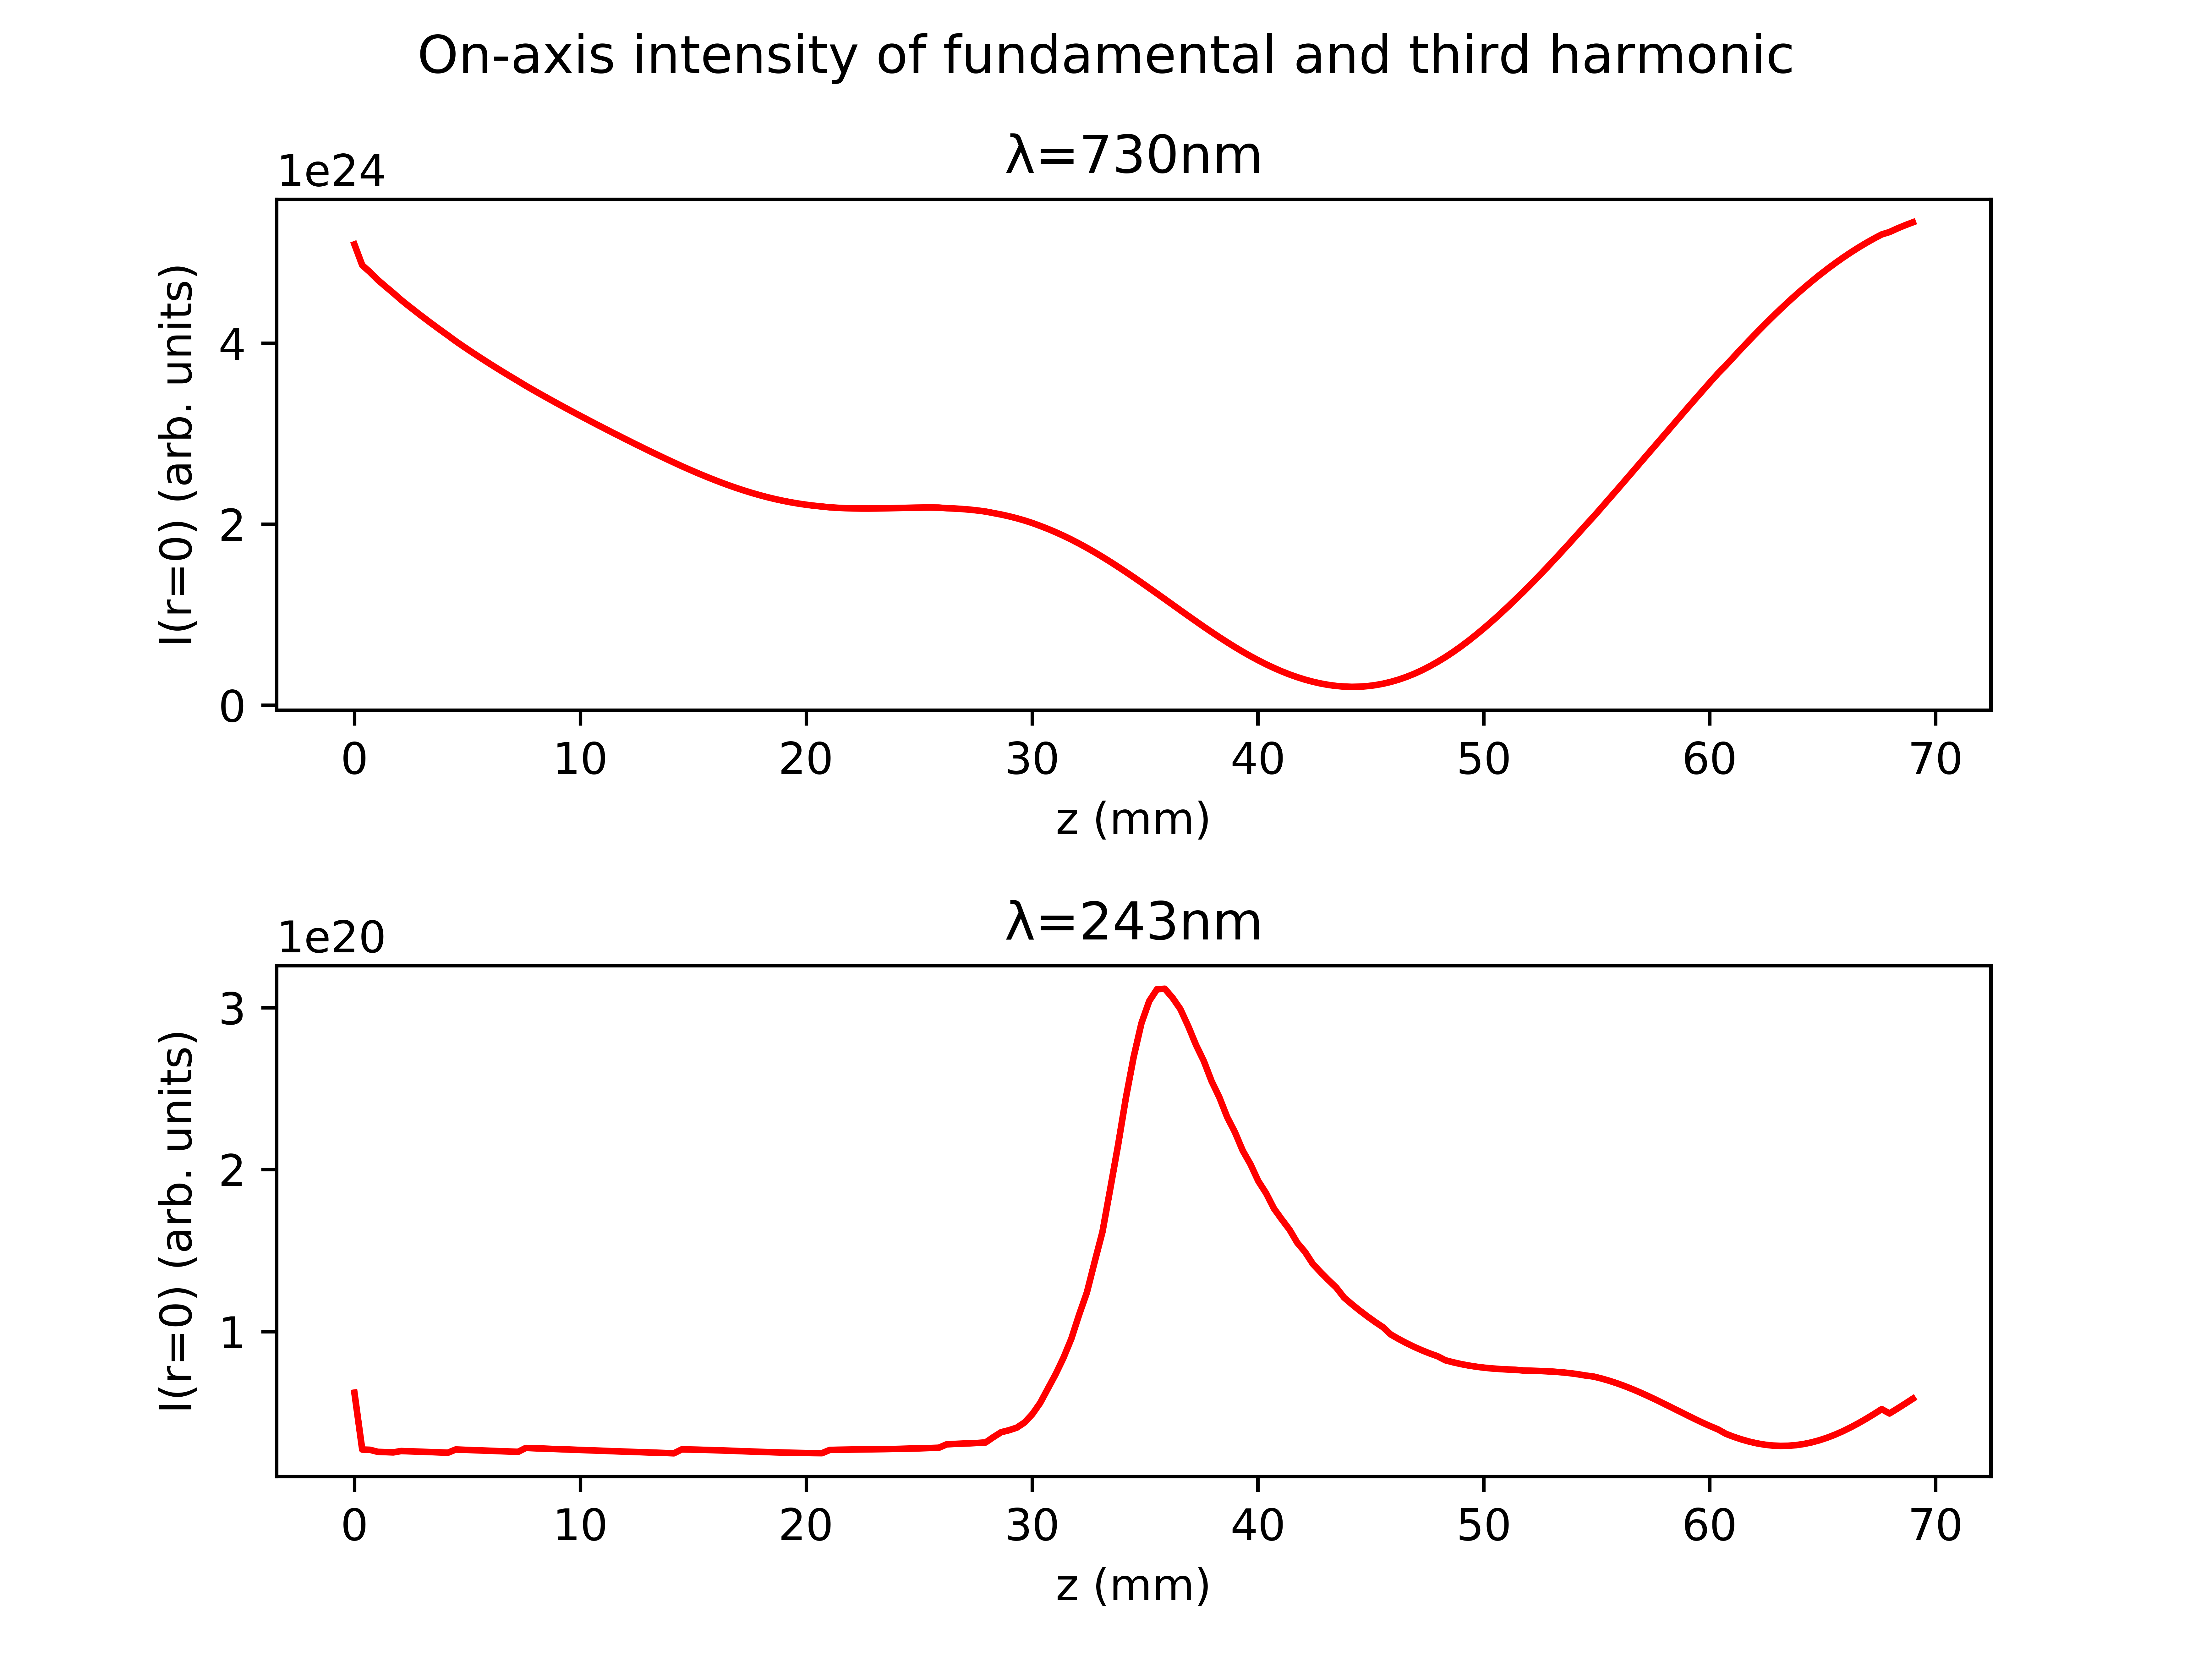 On-axis intensity of fundamental and third harmonic
λ=730nm
1e24
I(r=0) (arb. units)
4
2
0
0 10 20 30 40 50 60 70
z (mm)
λ=243nm
1e20
I(r=0) (arb. units)
3
2
1
0 10 20 30 40 50 60 70
z (mm)